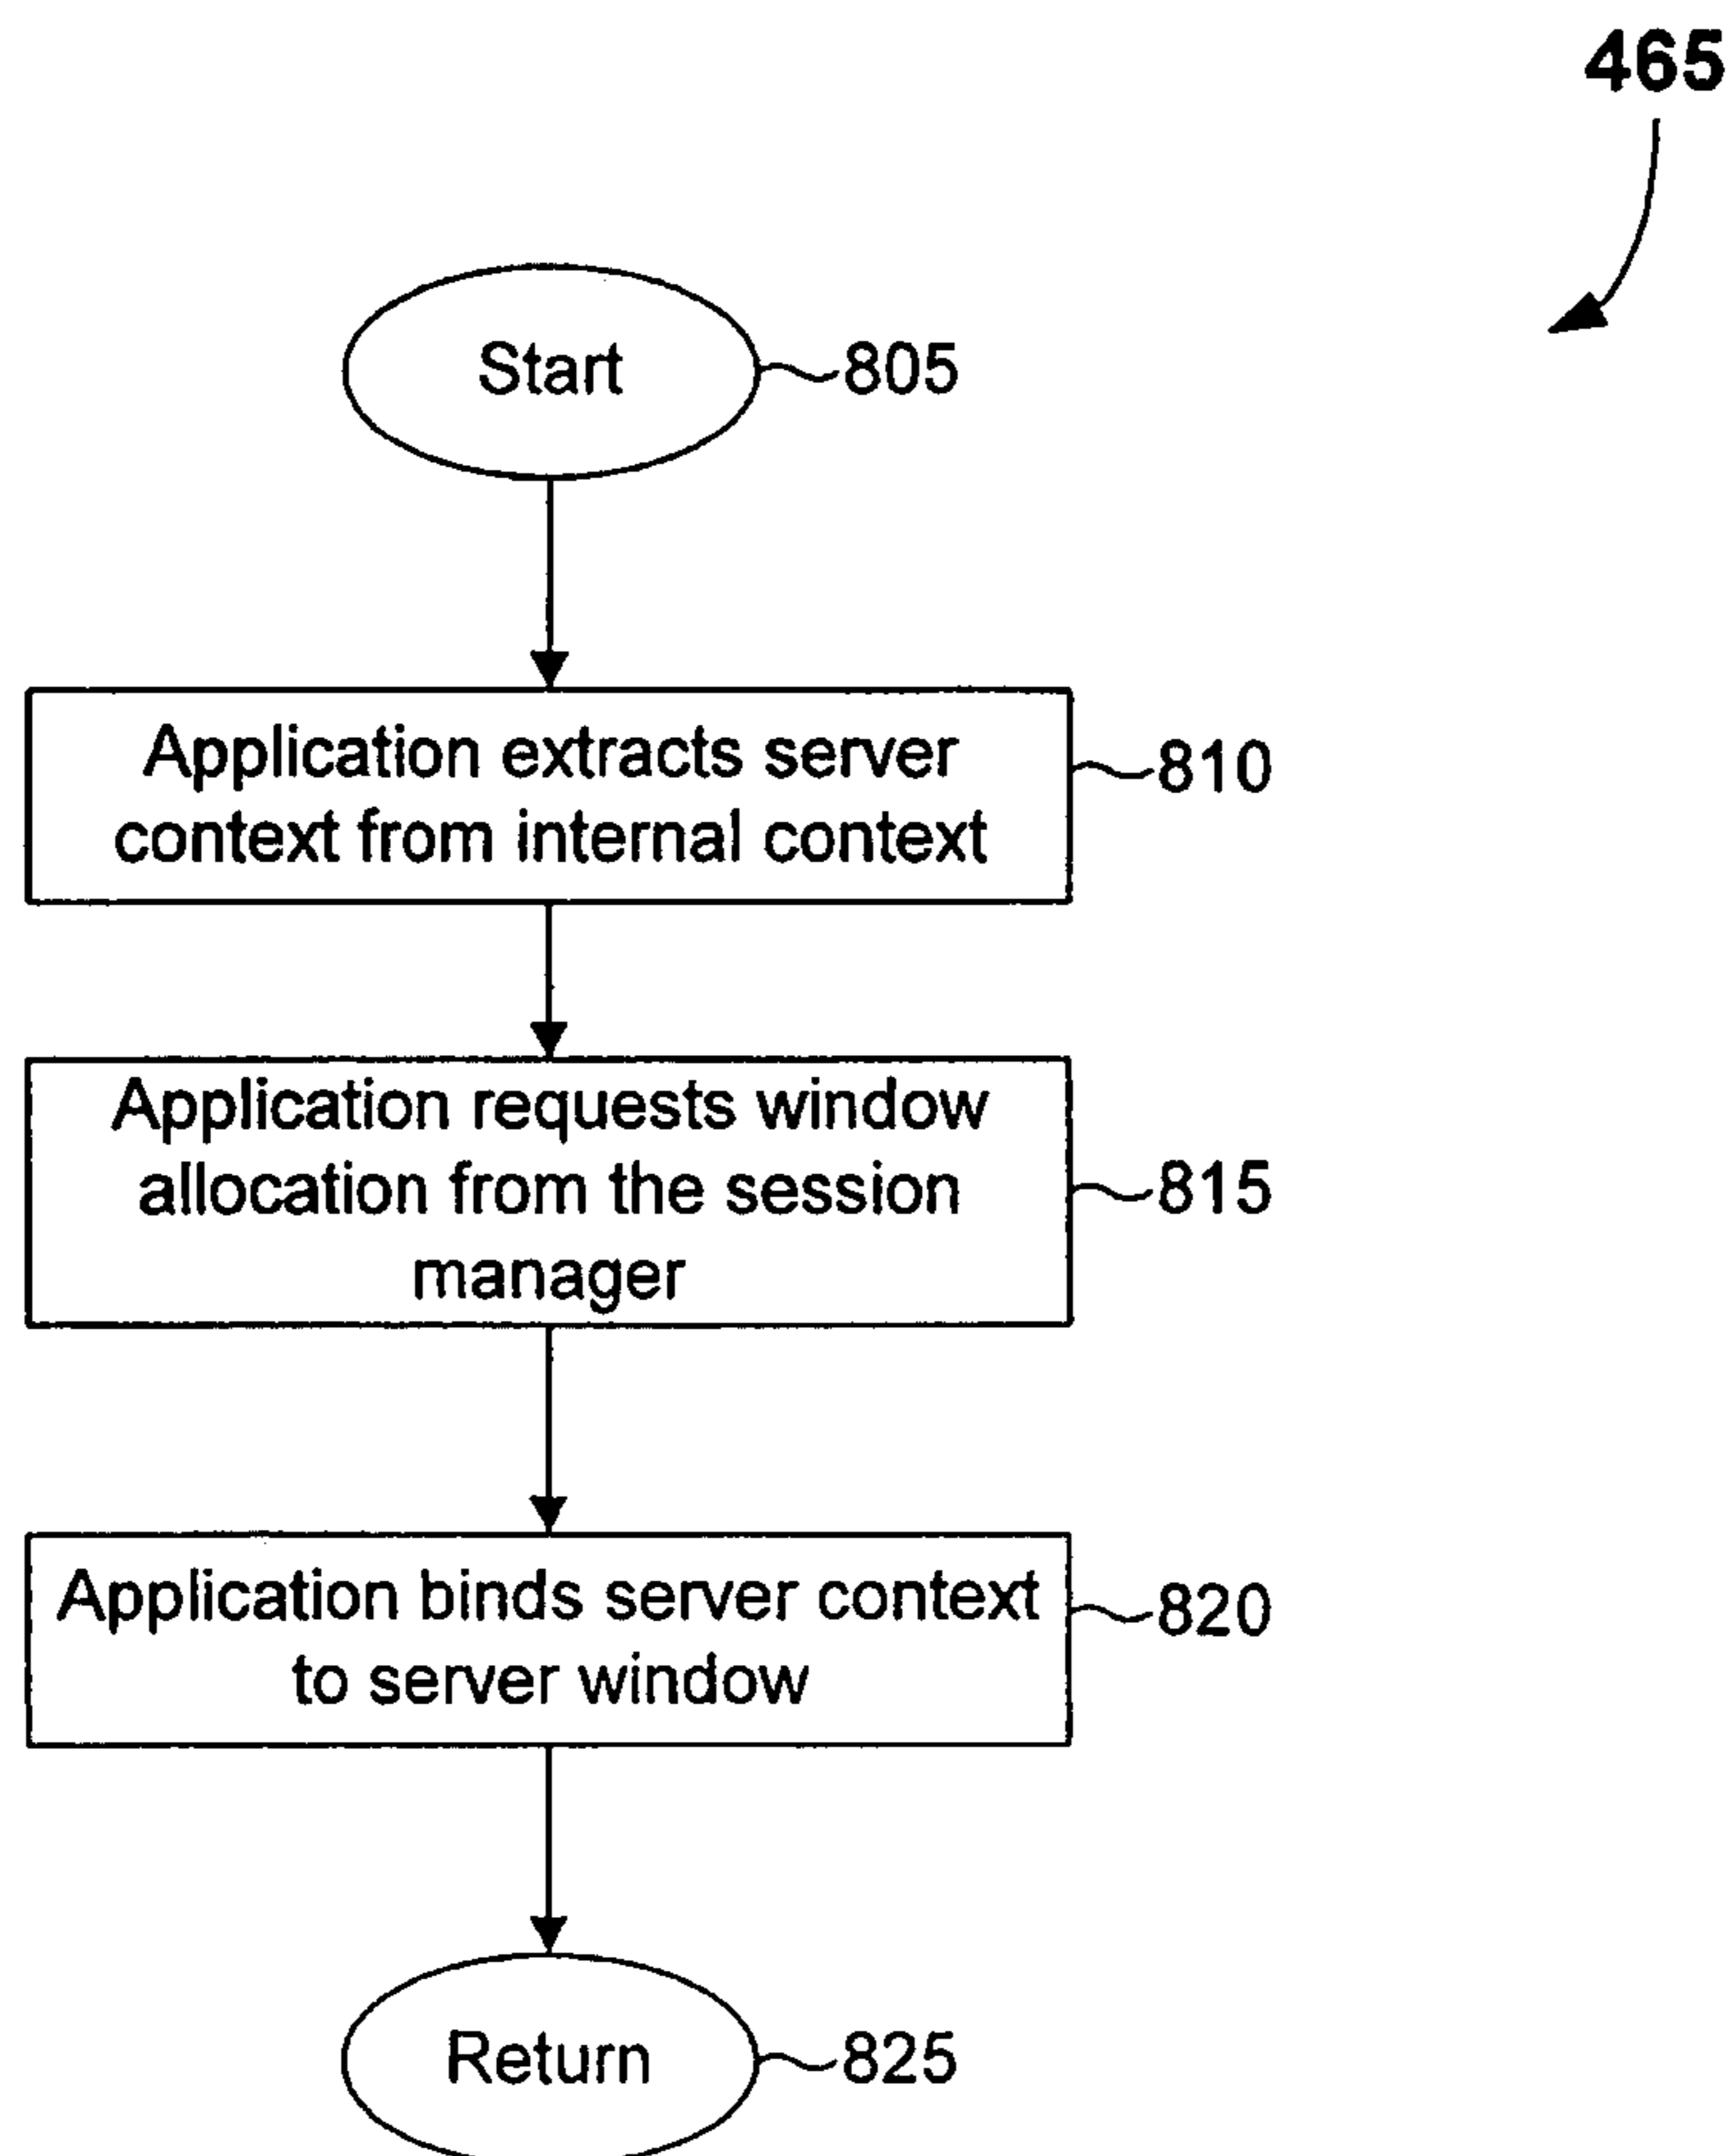 465
Start
805
Application extracts server
context from internal context
810
Application requests window
allocation from the session
manager
815
Application binds server context
to server window
820
Return
825